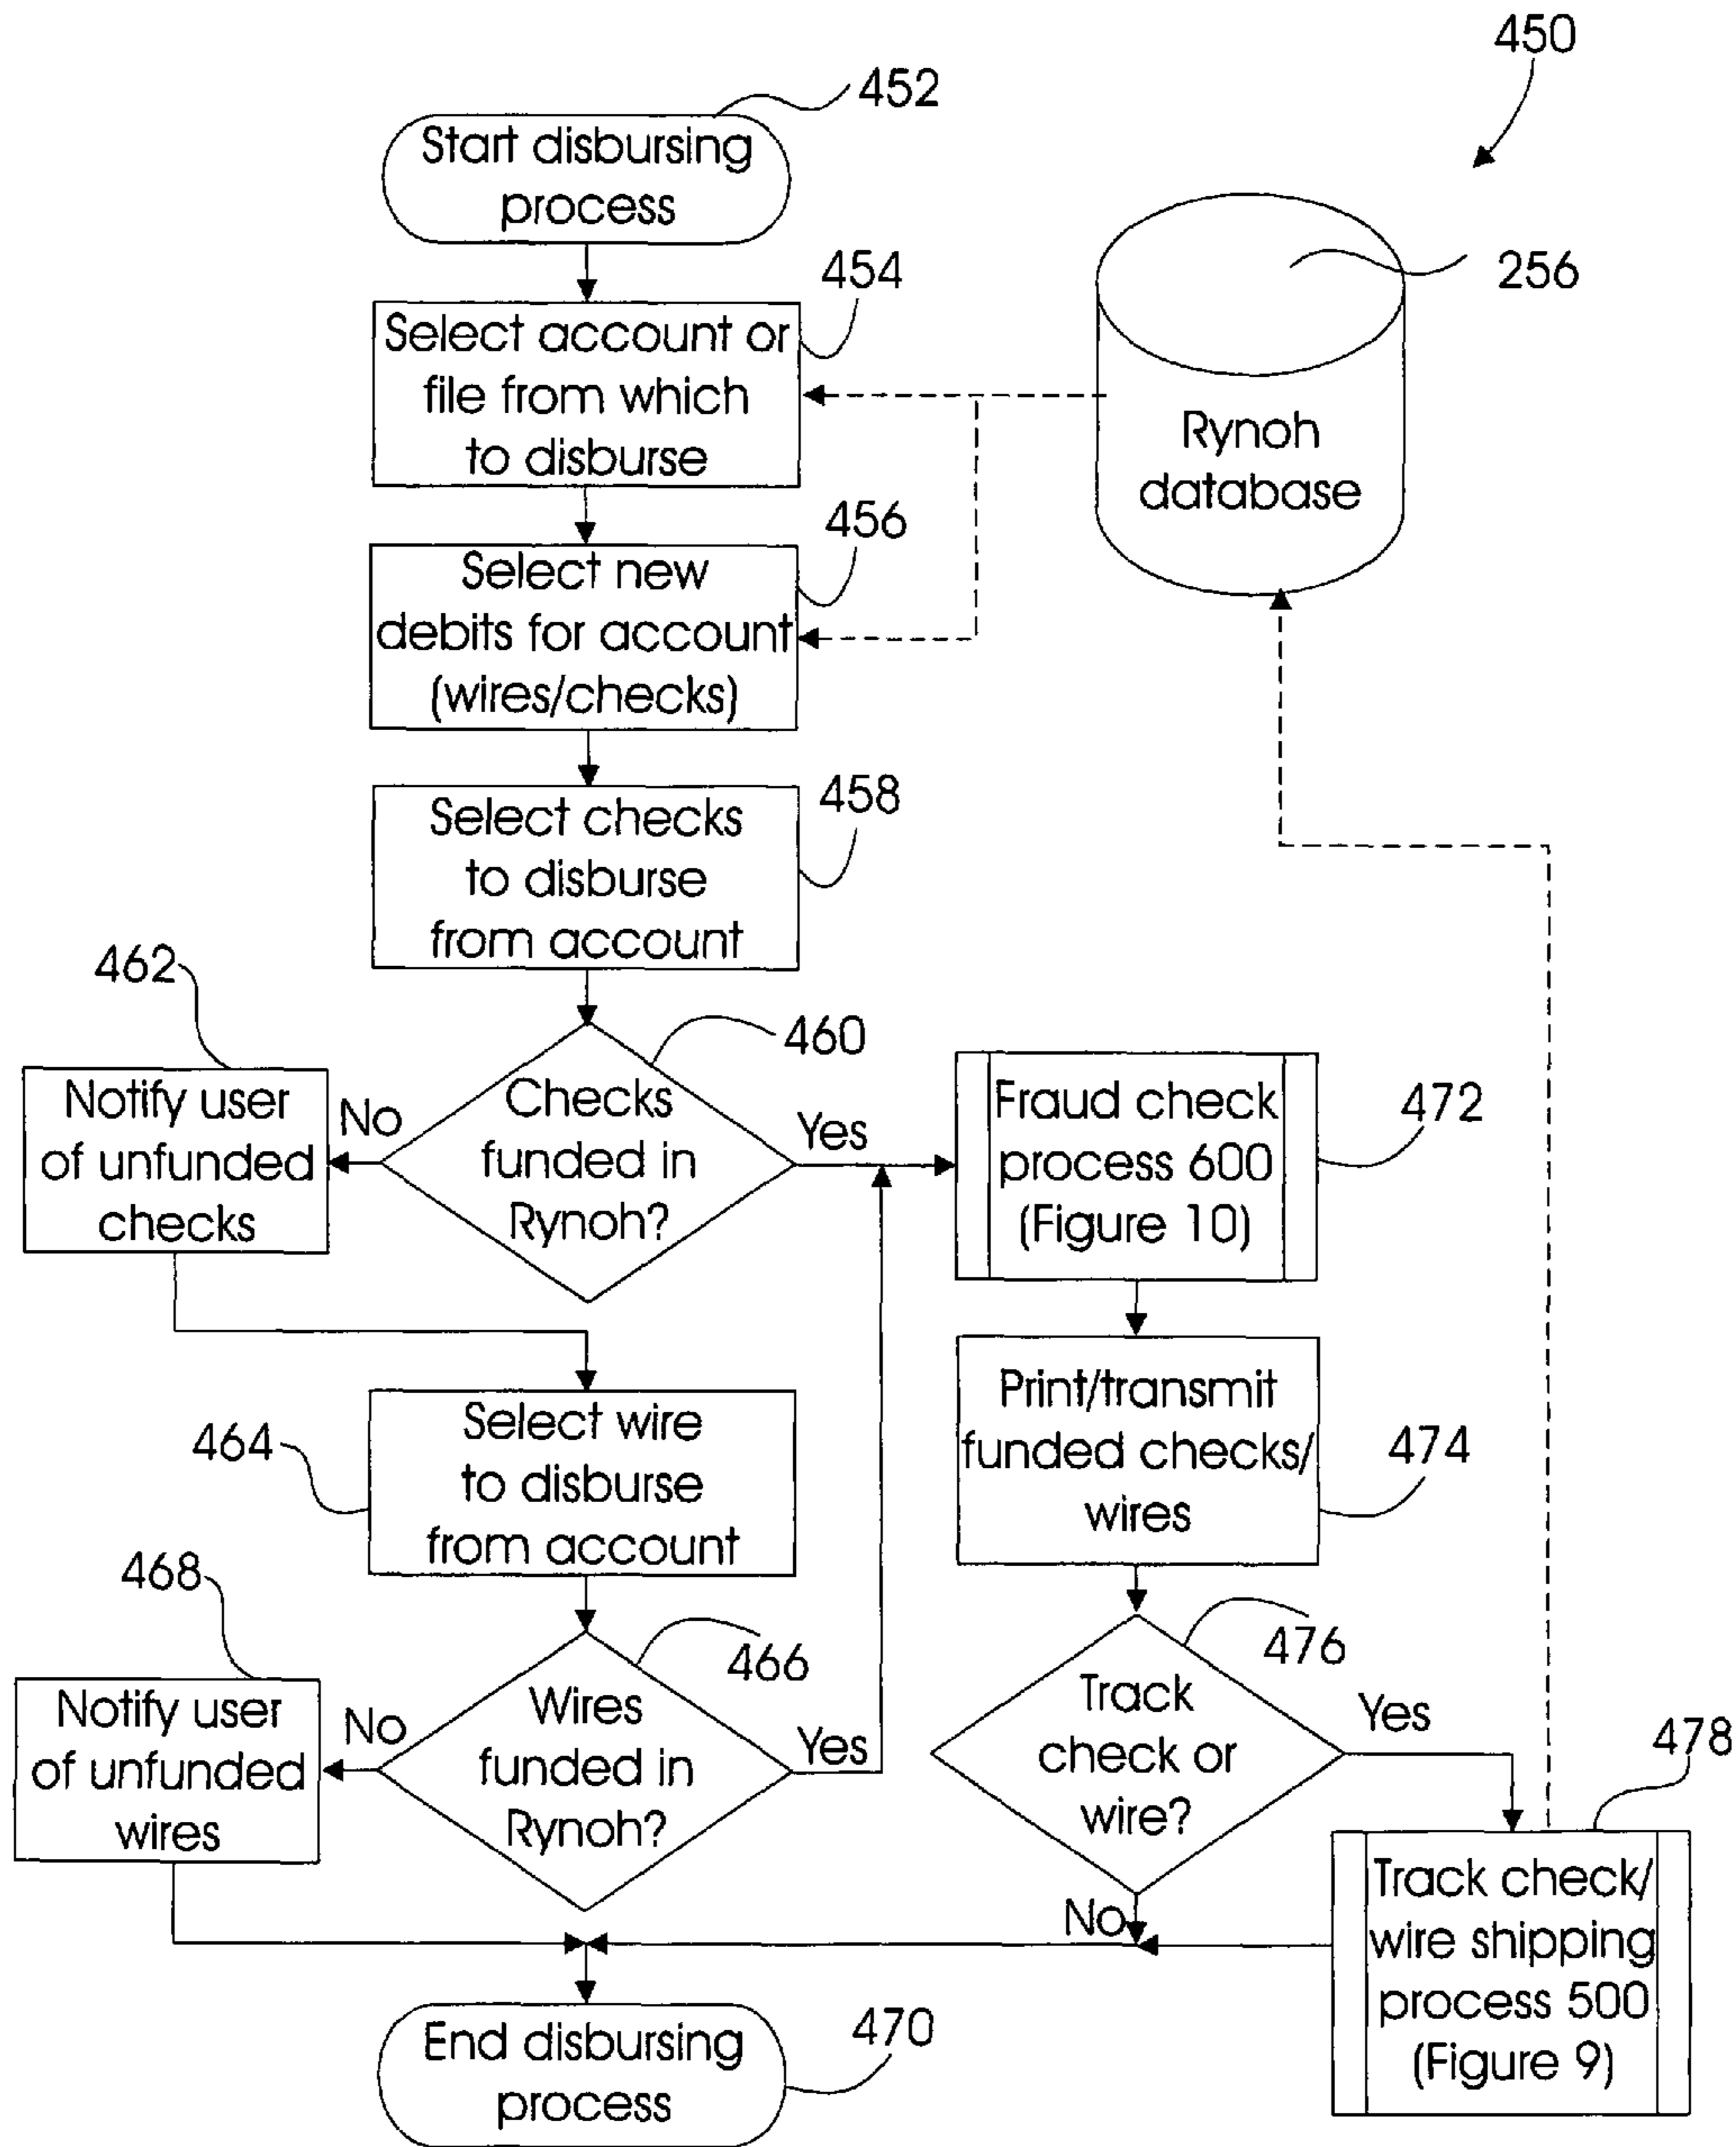 450
452
Start disbursing
process
454
Select account or
file from which
to disburse
256
Rynoh
database
456
Select new
debits for account
(wires/checks)
458
Select checks
to disburse
from account
460
Checks
funded in
Rynoh?
No
Yes
462
Notify user
of unfunded
checks
472
Fraud check
process 600
(Figure 10)
464
Select wire
to disburse
from account
474
Print/transmit
funded checks/
wires
466
Wires
funded in
Rynoh?
No
Yes
468
Notify user
of unfunded
wires
476
Track
check or
wire?
Yes
No
478
Track check/
wire shipping
process 500
(Figure 9)
470
End disbursing
process